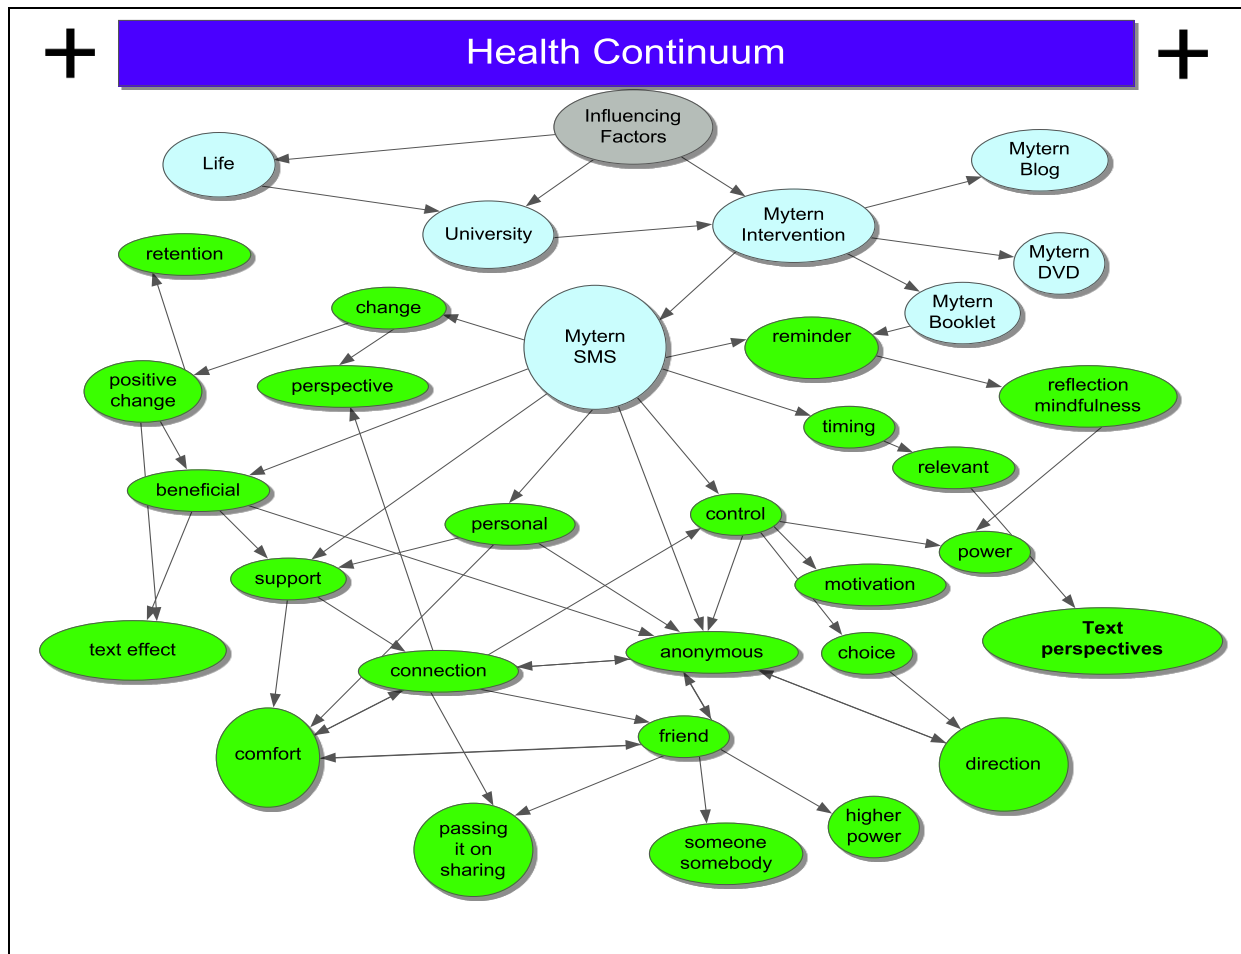 + Health Continuum +
Influencing
Factors
Life
Mytern
Blog
University
Mytern
Intervention
retention
Mytern
DVD
change
Mytern
SMS
Mytern
Booklet
reminder
positive
change
perspective
reflection
mindfulness
timing
relevant
beneficial
personal
control
power
support
motivation
text effect
connection
anonymous
choice
Text
perspectives
comfort
friend
direction
passing
it on
sharing
someone
somebody
higher
power